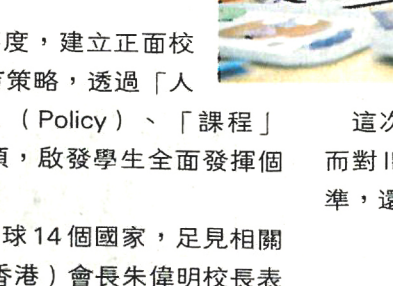 度，建立正面校
策略，透過「人
（Policy）、「課程」
，啟發學生全面發揮個
球14個國家，足見相關
香港）會長朱偉明校長表
這次
而對
準，還